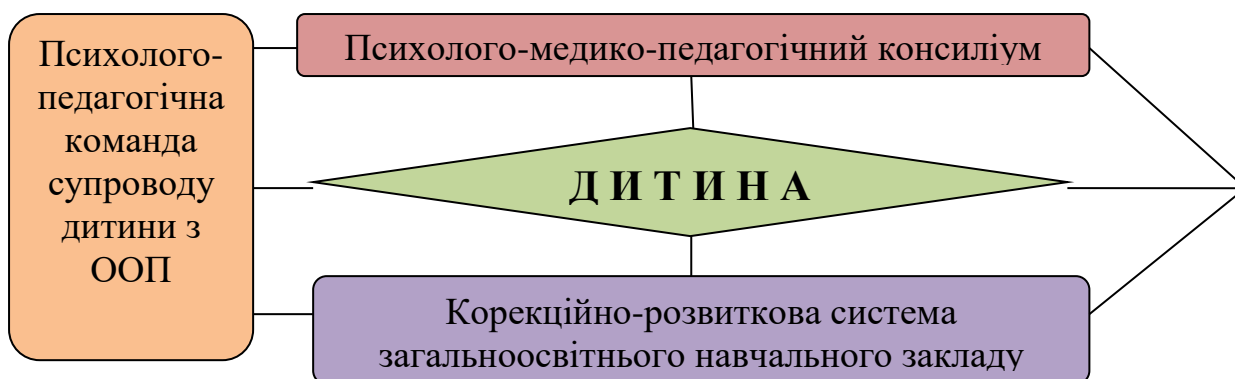 Психолого-
педагогічна
команда
супроводу
дитини з
ООП
Психолого-медико-педагогічний консиліум
Д И Т И Н А
Корекційно-розвиткова система
загальноосвітнього навчального закладу